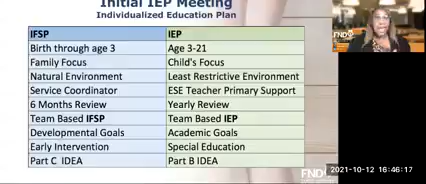 Initial IEP Meeting
Individualized Education Plan
IFSP IEP
Birth through age 3 Age 3-21
Family Focus Child's Focus
Natural Environment Least Restrictive Environment
Service Coordinator ESE Teacher Primary Support
6 Months Review Yearly Review
Team Based IFSP Team Based IEP
Developmental Goals Academic Goals
Early Intervention Special Education
Part C IDEA Part B IDEA
FND
FND
2021-10-12 16:46:17